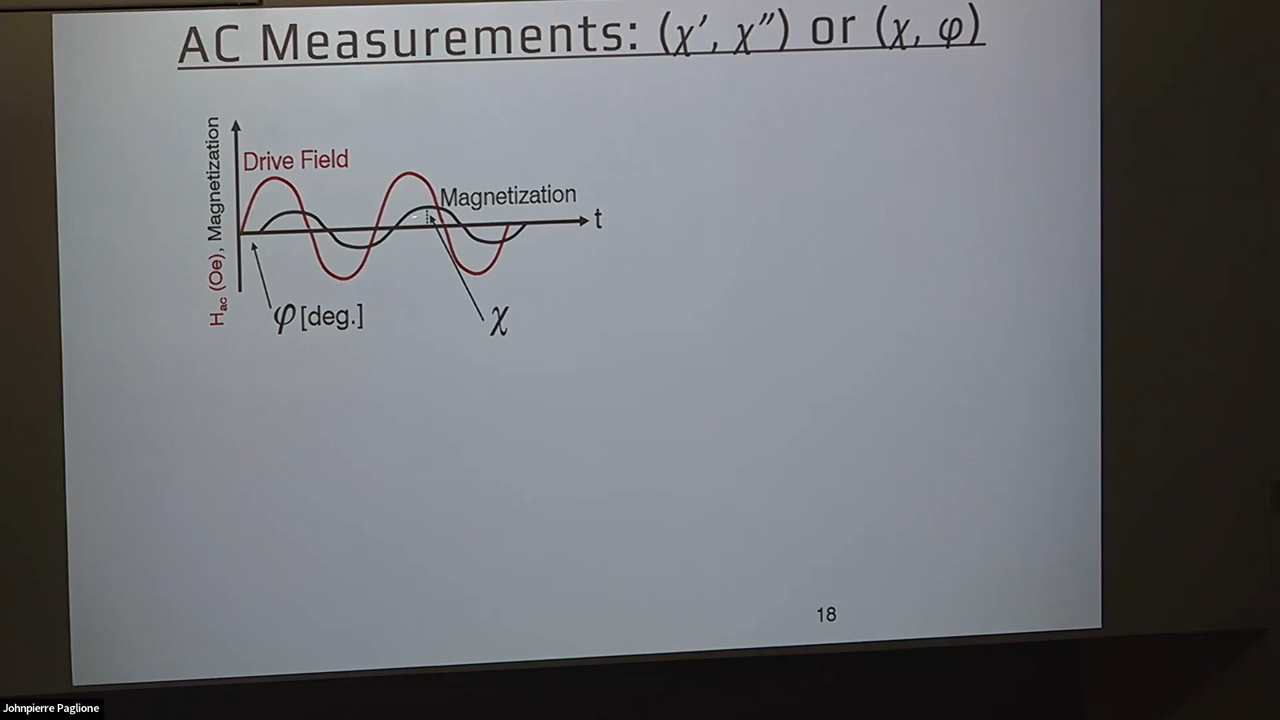 AC Measurements: (χ′, χ″) or (χ, φ)
H_ac (Oe), Magnetization
Drive Field
Magnetization
t
φ [deg.]
χ
18
Johnpierre Paglione